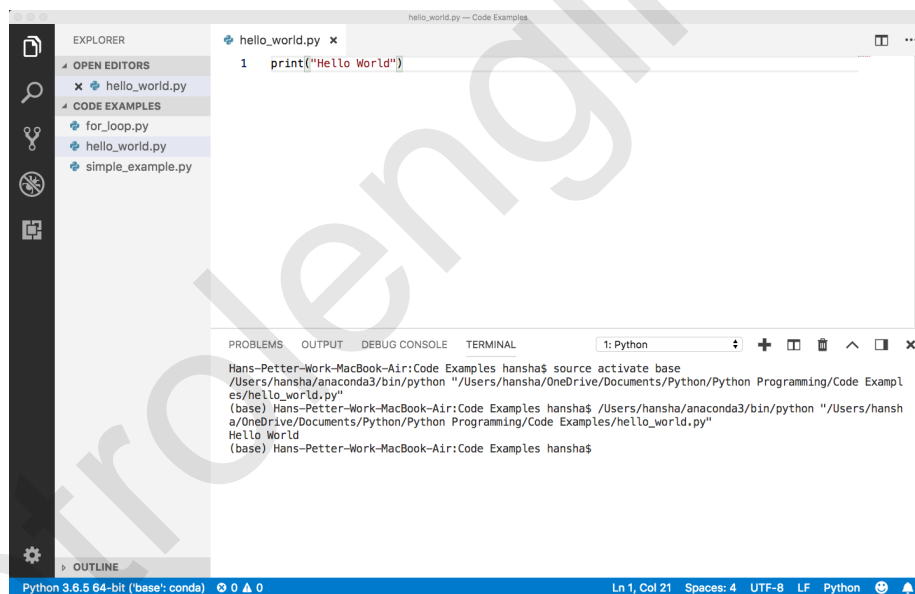 hello_world.py — Code Examples
EXPLORER
OPEN EDITORS
hello_world.py
CODE EXAMPLES
for_loop.py
hello_world.py
simple_example.py
OUTLINE
hello_world.py
1 print("Hello World")
PROBLEMS OUTPUT DEBUG CONSOLE TERMINAL 1: Python
Hans-Petter-Work-MacBook-Air:Code Examples hansha$ source activate base
/Users/hansha/anaconda3/bin/python "/Users/hansha/OneDrive/Documents/Python/Python Programming/Code Exampl
es/hello_world.py"
(base) Hans-Petter-Work-MacBook-Air:Code Examples hansha$ /Users/hansha/anaconda3/bin/python "/Users/hansh
a/OneDrive/Documents/Python/Python Programming/Code Examples/hello_world.py"
Hello World
(base) Hans-Petter-Work-MacBook-Air:Code Examples hansha$
Python 3.6.5 64-bit ('base': conda) 0 0 Ln 1, Col 21 Spaces: 4 UTF-8 LF Python